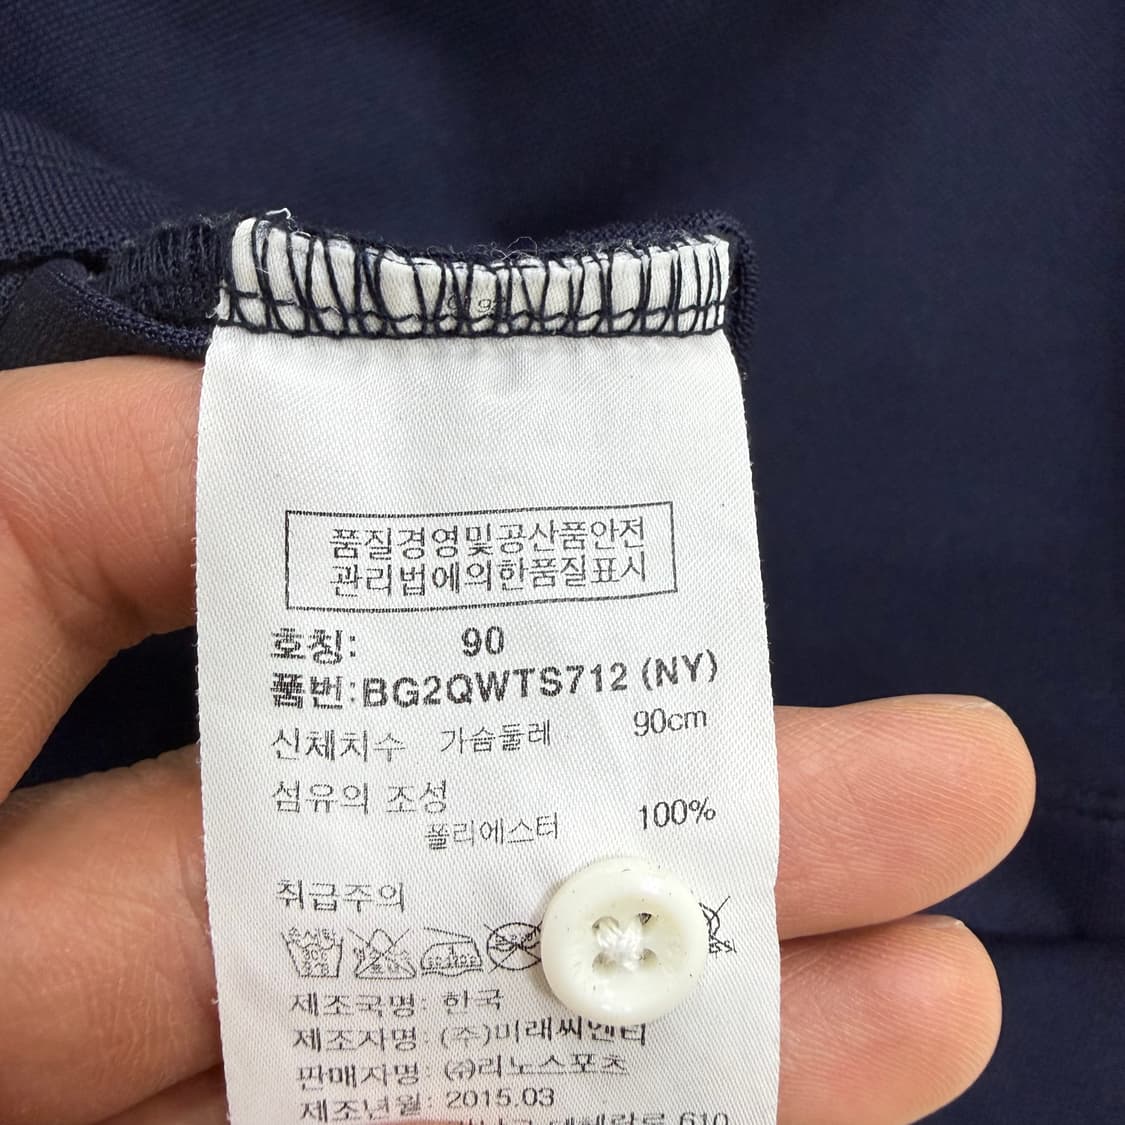 품질경영및공산품안전
관리법에의한품질표시
호칭: 90
품번:BG2QWTS712 (NY)
신체치수 가슴둘레 90cm
섬유의 조성
폴리에스터 100%
취급주의
제조국명: 한국
제조자명: (주)미래씨엔티
판매자명: ㈜리노스포츠
제조년월: 2015.03
610